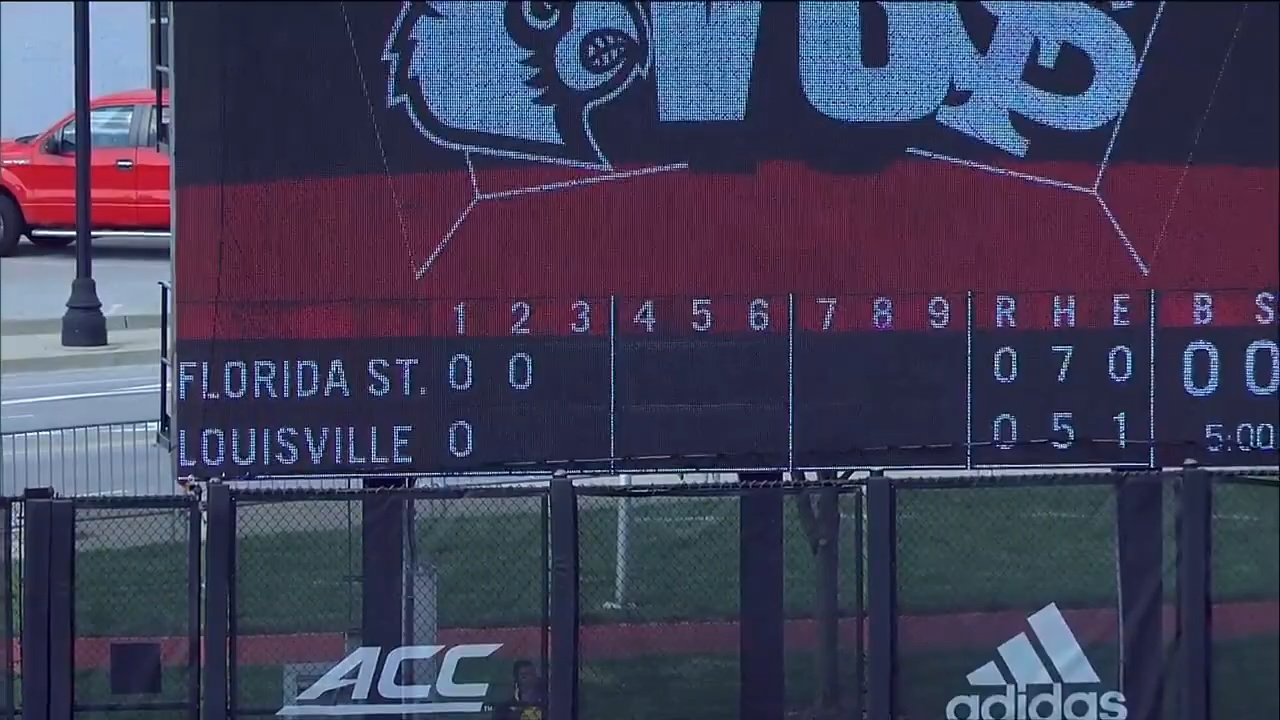 1 2 3 4 5 6 7 8 9 R H E B S
FLORIDA ST. 0 0 0 7 0 0 0
LOUISVILLE 0 0 5 1 5:00
ACC
adidas